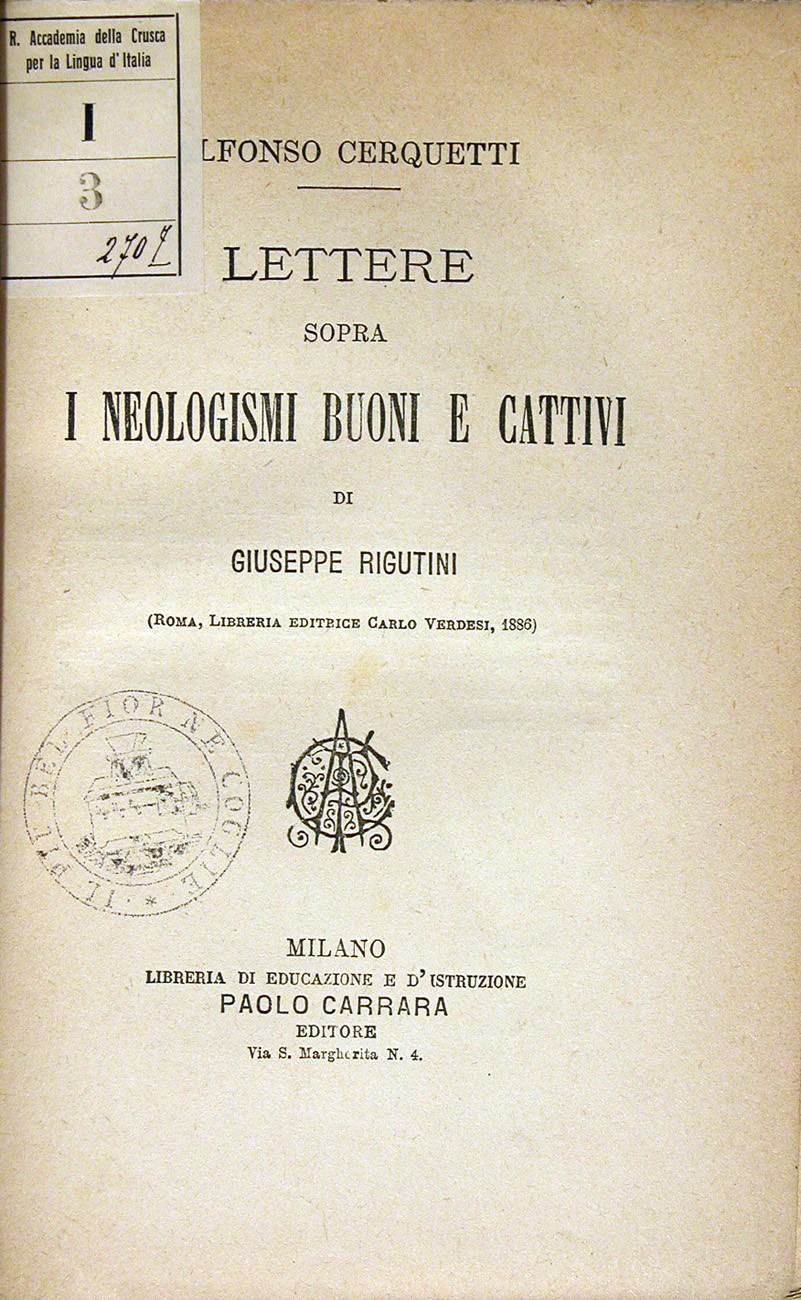 R. Accademia della Crusca
per la Lingua d'Italia
I
3
LFONSO CERQUETTI
LETTERE
SOPRA
I NEOLOGISMI BUONI E CATTIVI
DI
GIUSEPPE RIGUTINI
(ROMA, LIBRERIA EDITRICE CARLO VERDESI, 1886)
IL PIÙ BEL FIOR NE COGLIE
MILANO
LIBRERIA DI EDUCAZIONE E D'ISTRUZIONE
PAOLO CARRARA
EDITORE
Via S. Margherita N. 4.